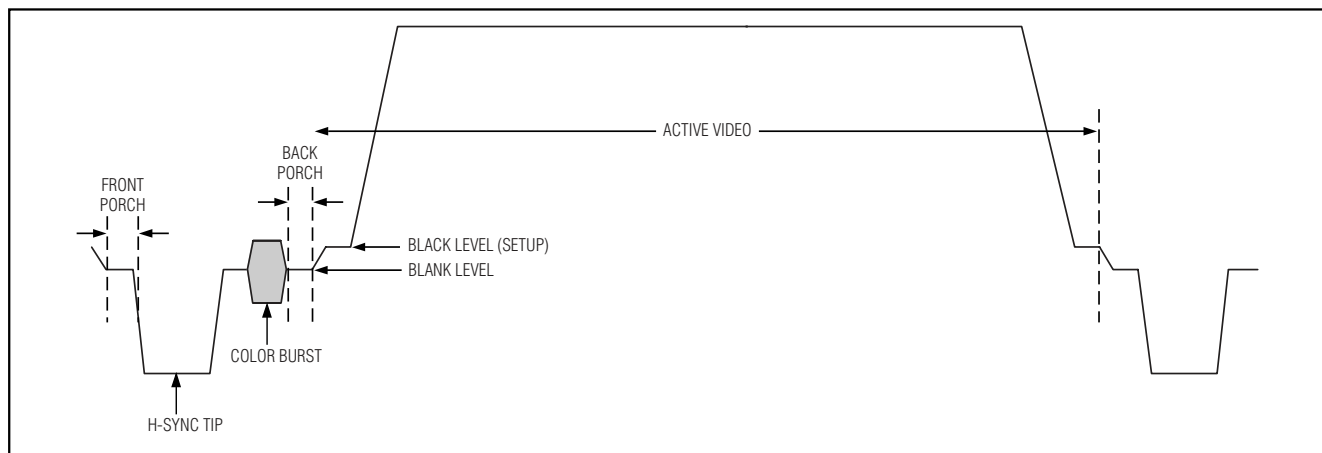 ACTIVE VIDEO
BACK
PORCH
FRONT
PORCH
BLACK LEVEL (SETUP)
BLANK LEVEL
COLOR BURST
H-SYNC TIP